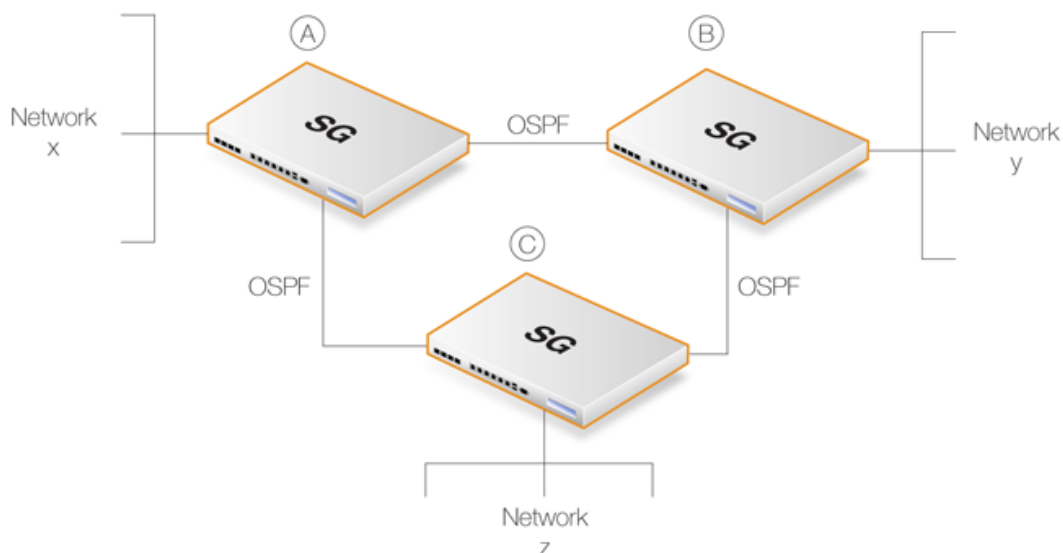 A
B
SG
OSPF
SG
Network
x
Network
y
C
OSPF
OSPF
SG
Network
z